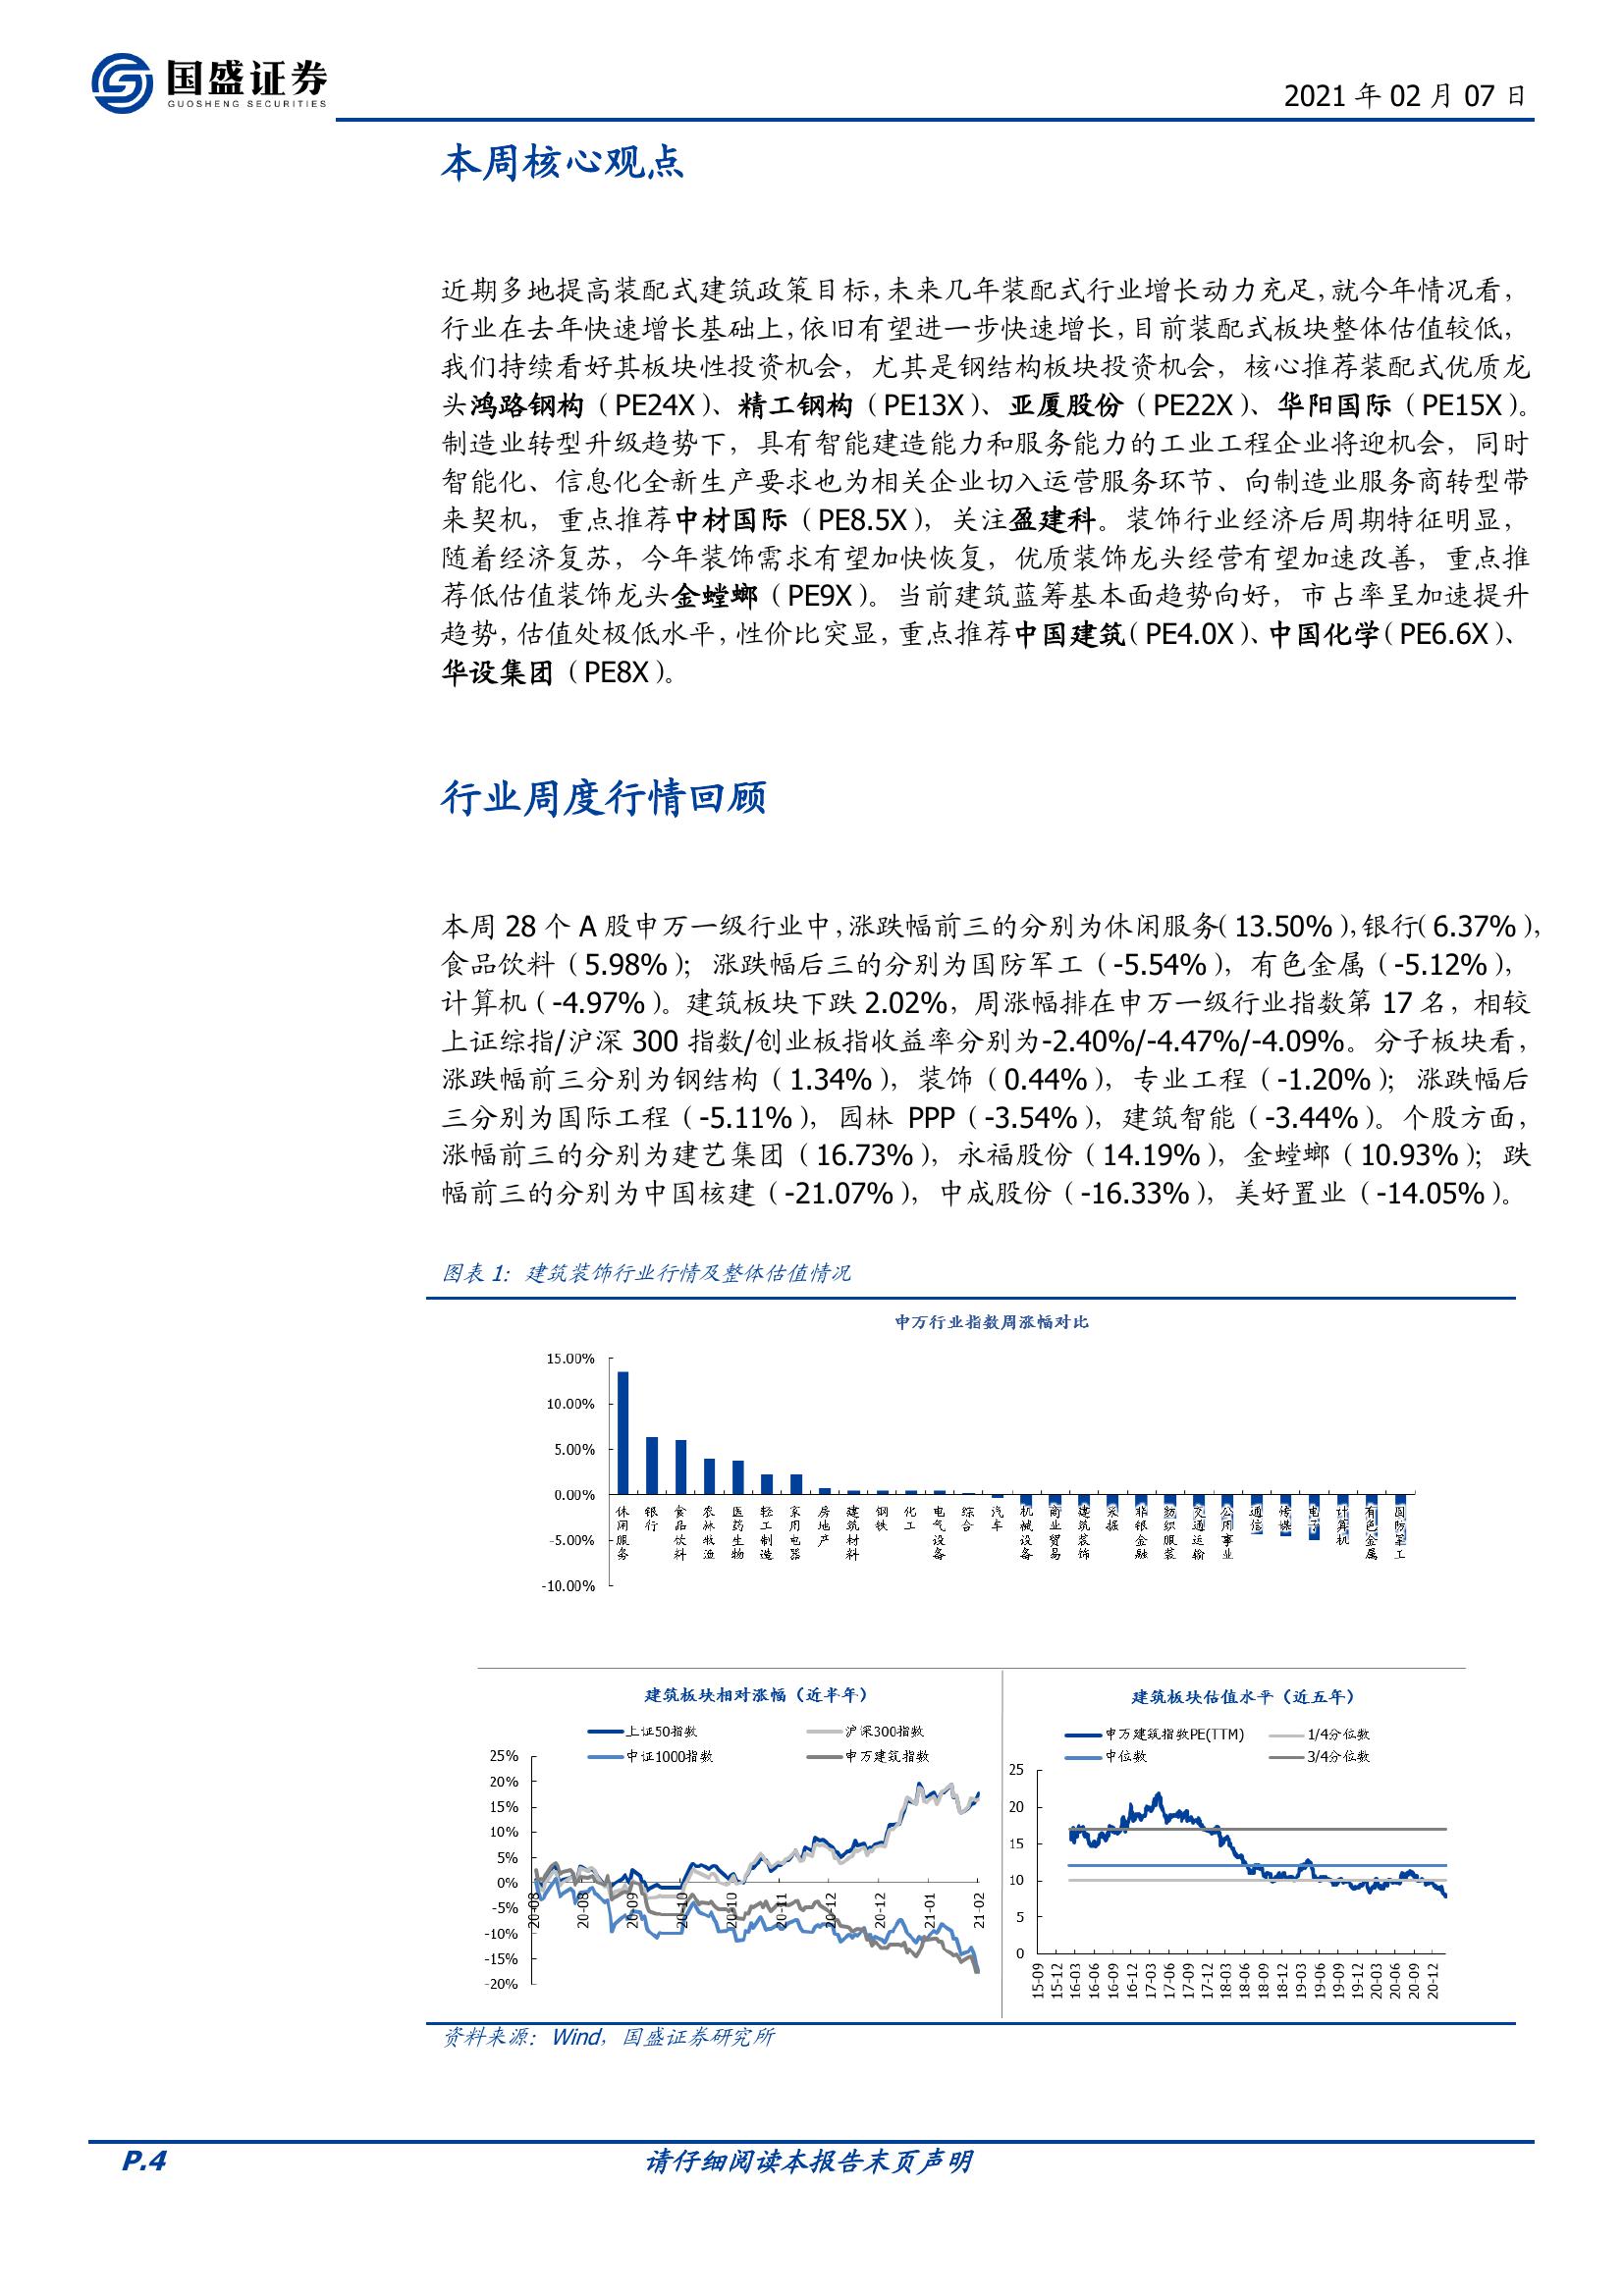 国盛证券
GUOSHENG SECURITIES
2021 年 02 月 07 日
本周核心观点
近期多地提高装配式建筑政策目标，未来几年装配式行业增长动力充足，就今年情况看，
行业在去年快速增长基础上，依旧有望进一步快速增长，目前装配式板块整体估值较低，
我们持续看好其板块性投资机会，尤其是钢结构板块投资机会，核心推荐装配式优质龙
头鸿路钢构（PE24X）、精工钢构（PE13X）、亚厦股份（PE22X）、华阳国际（PE15X）。
制造业转型升级趋势下，具有智能建造能力和服务能力的工业工程企业将迎机会，同时
智能化、信息化全新生产要求也为相关企业切入运营服务环节、向制造业服务商转型带
来契机，重点推荐中材国际（PE8.5X），关注盈建科。装饰行业经济后周期特征明显，
随着经济复苏，今年装饰需求有望加快恢复，优质装饰龙头经营有望加速改善，重点推
荐低估值装饰龙头金螳螂（PE9X）。当前建筑蓝筹基本面趋势向好，市占率呈加速提升
趋势，估值处极低水平，性价比突显，重点推荐中国建筑（PE4.0X）、中国化学（PE6.6X）、
华设集团（PE8X）。
行业周度行情回顾
本周 28 个 A 股申万一级行业中，涨跌幅前三的分别为休闲服务（13.50%），银行（6.37%），
食品饮料（5.98%）；涨跌幅后三的分别为国防军工（-5.54%），有色金属（-5.12%），
计算机（-4.97%）。建筑板块下跌 2.02%，周涨幅排在申万一级行业指数第 17 名，相较
上证综指/沪深 300 指数/创业板指收益率分别为-2.40%/-4.47%/-4.09%。分子板块看，
涨跌幅前三分别为钢结构（1.34%），装饰（0.44%），专业工程（-1.20%）；涨跌幅后
三分别为国际工程（-5.11%），园林 PPP（-3.54%），建筑智能（-3.44%）。个股方面，
涨幅前三的分别为建艺集团（16.73%），永福股份（14.19%），金螳螂（10.93%）；跌
幅前三的分别为中国核建（-21.07%），中成股份（-16.33%），美好置业（-14.05%）。
图表 1：建筑装饰行业行情及整体估值情况
申万行业指数周涨幅对比
15.00%
10.00%
5.00%
0.00%
-5.00%
-10.00%
休闲服务 银行 食品饮料 农林牧渔 医药生物 轻工制造 家用电器 房地产 建筑材料 钢铁 化工 电气设备 综合 汽车 机械设备 商业贸易 建筑装饰 采掘 非银金融 纺织服装 交通运输 公用事业 通信 传媒 电子 计算机 有色金属 国防军工
建筑板块相对涨幅（近半年）
上证50指数 沪深300指数
中证1000指数 申万建筑指数
25%
20%
15%
10%
5%
0%
-5%
-10%
-15%
-20%
20-08 20-08 20-09 20-10 20-10 20-11 20-12 20-12 21-01 21-02
建筑板块估值水平（近五年）
申万建筑指数PE(TTM) 1/4分位数
中位数 3/4分位数
25
20
15
10
5
0
15-09 15-12 16-03 16-06 16-09 16-12 17-03 17-06 17-09 17-12 18-03 18-06 18-09 18-12 19-03 19-06 19-09 19-12 20-03 20-06 20-09 20-12
资料来源：Wind，国盛证券研究所
P.4
请仔细阅读本报告末页声明